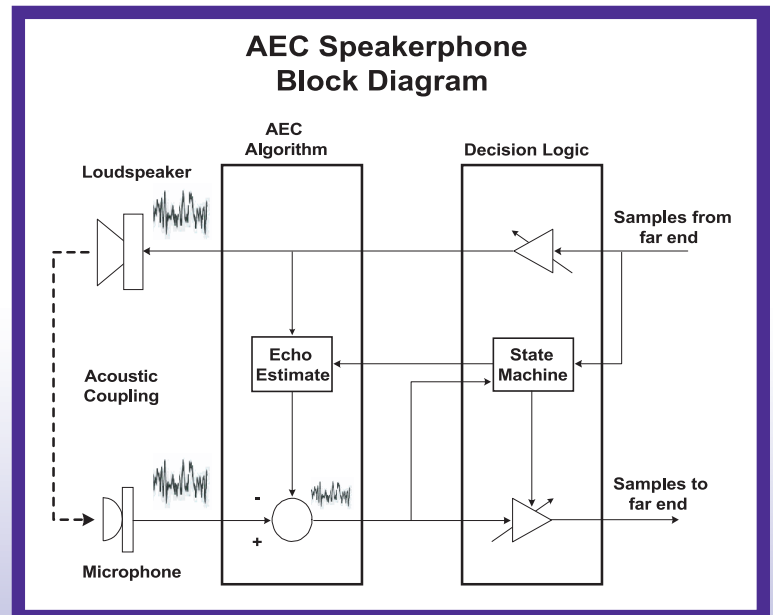 AEC Speakerphone
Block Diagram
AEC
Algorithm
Decision Logic
Loudspeaker
Samples from
far end
Echo
Estimate
State
Machine
Acoustic
Coupling
Samples to
far end
-
+
Microphone